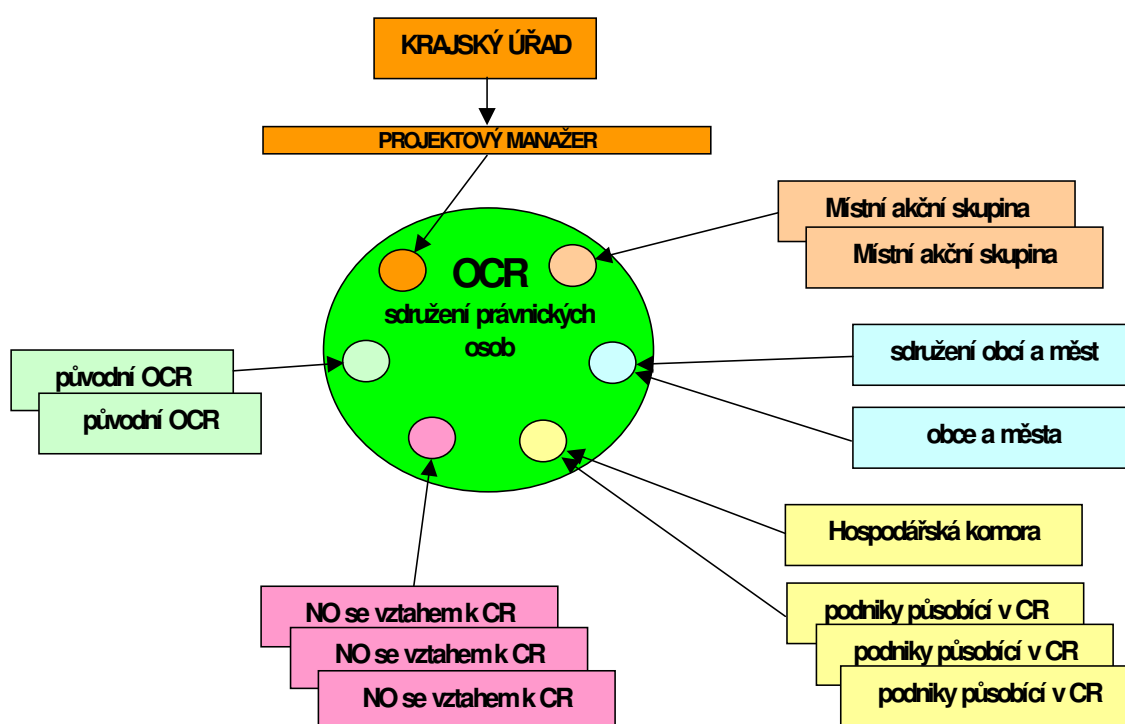 KRAJSKÝ ÚŘAD
PROJEKTOVÝ MANAŽER
Místní akční skupina
Místní akční skupina
OCR
sdružení právnických
osob
sdružení obcí a měst
původní OCR
původní OCR
obce a města
Hospodářská komora
NO se vztahem k CR
NO se vztahem k CR
NO se vztahem k CR
podniky působící v CR
podniky působící v CR
podniky působící v CR